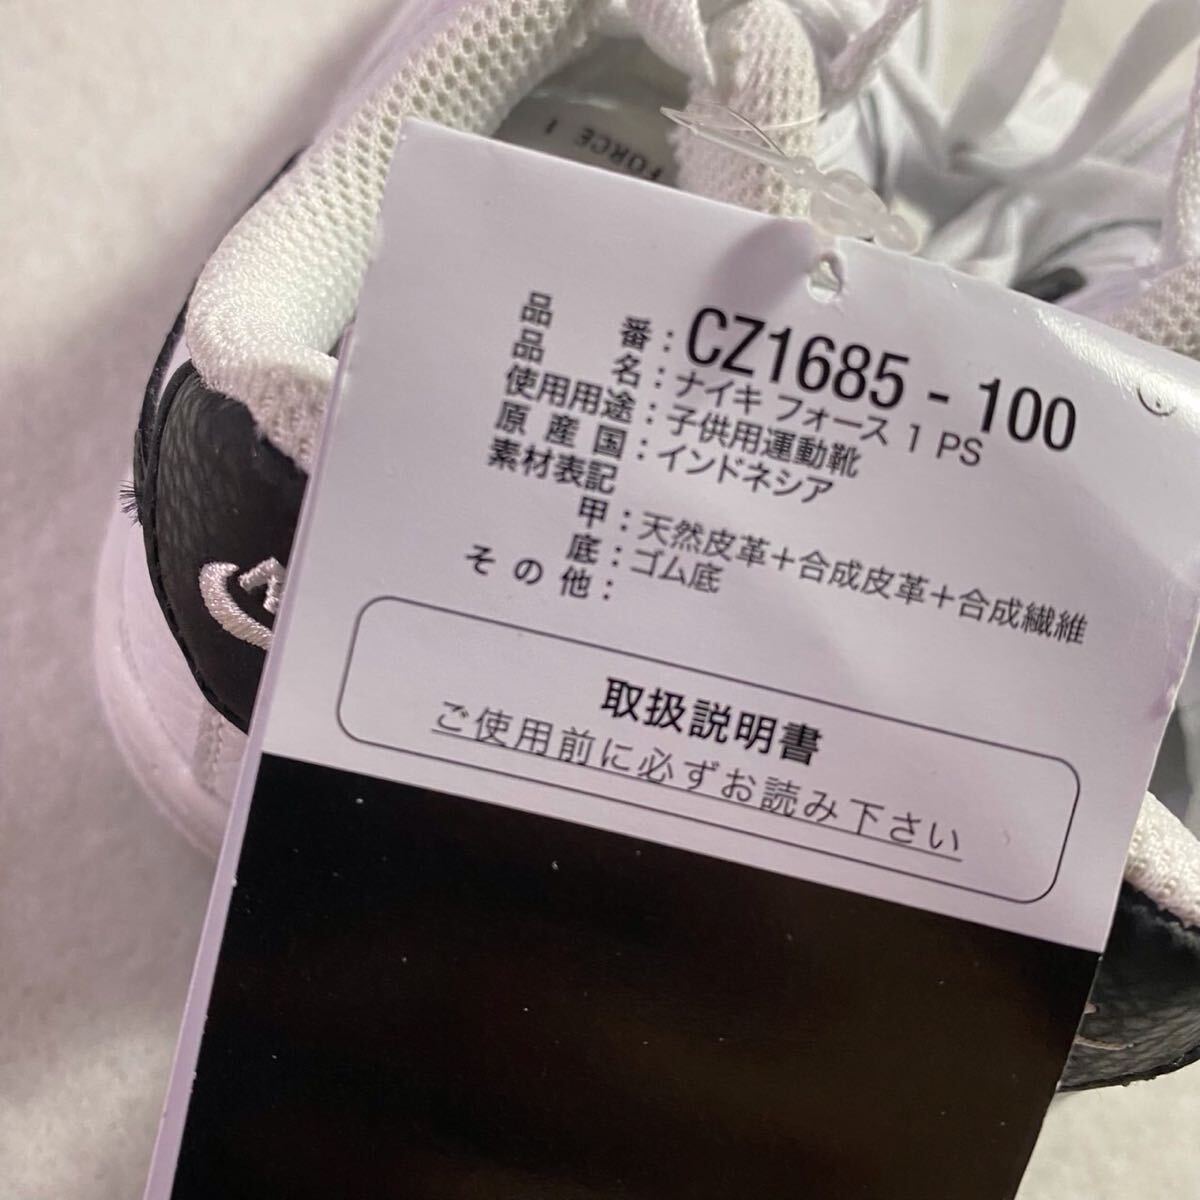 FORCE 1
品番：CZ1685 - 100
品名：ナイキ フォース 1 PS
使用用途：子供用運動靴
原産国：インドネシア
素材表記
甲：天然皮革＋合成皮革＋合成繊維
底：ゴム底
その他：
取扱説明書
ご使用前に必ずお読み下さい